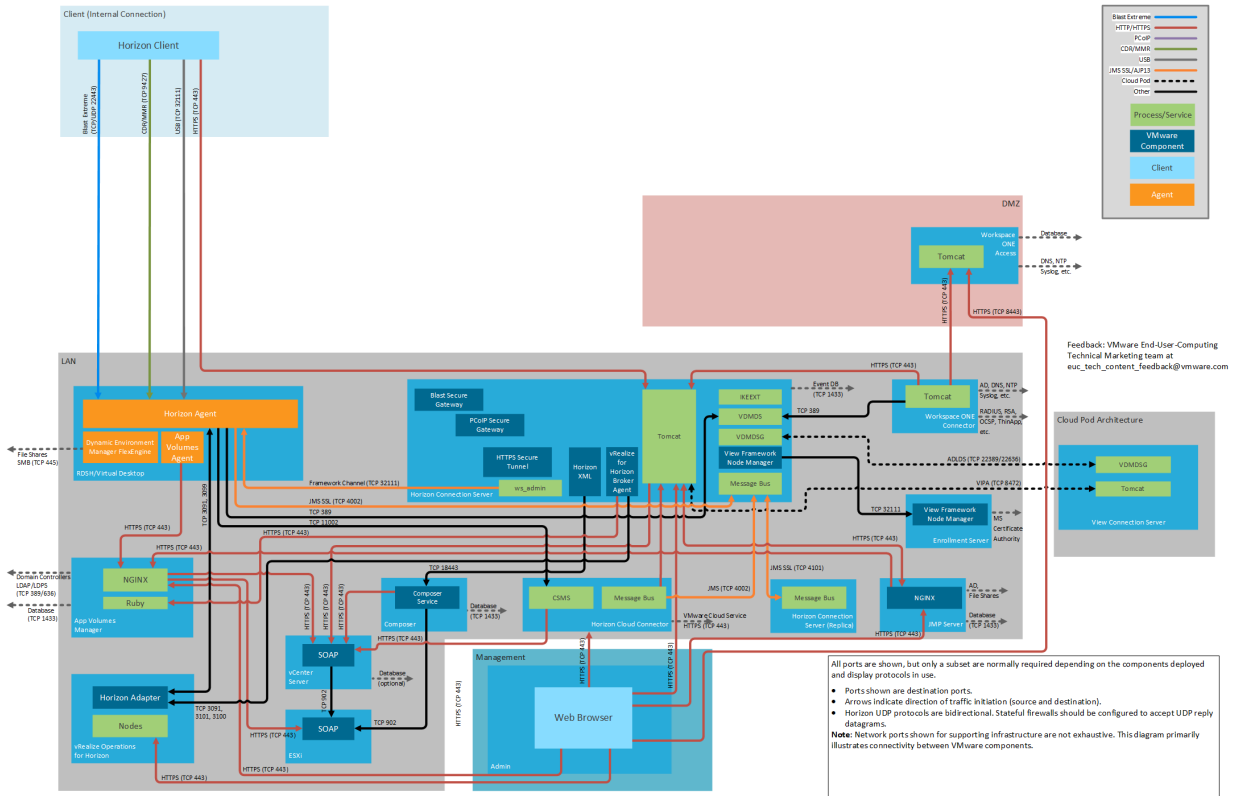 Client (Internal Connection)
Horizon Client
Blast Extreme
(TCP/UDP 22443)
CDR/MMR (TCP 9427)
USB (TCP 32111)
HTTPS (TCP 443)
Blast Extreme
HTTP/HTTPS
PCoIP
CDR/MMR
USB
JMS SSL/AJP13
Cloud Pod
Other
Process/Service
VMware
Component
Client
Agent
DMZ
Workspace
ONE
Access
Tomcat
Database
DNS, NTP
Syslog, etc.
HTTPS (TCP 443)
HTTPS (TCP 8443)
Feedback: VMware End-User-Computing
Technical Marketing team at
euc_tech_content_feedback@vmware.com
LAN
Horizon Agent
Dynamic Environment
Manager FlexEngine
App
Volumes
Agent
RDSH/Virtual Desktop
File Shares
SMB (TCP 445)
Blast Secure
Gateway
PCoIP Secure
Gateway
HTTPS Secure
Tunnel
ws_admin
Horizon
XML
vRealize
for
Horizon
Broker
Agent
Tomcat
IKEEXT
VDMDS
VDMDSG
View Framework
Node Manager
Message Bus
Horizon Connection Server
Event DB
(TCP 1433)
HTTPS (TCP 443)
TCP 389
Tomcat
Workspace ONE
Connector
AD, DNS, NTP
Syslog, etc.
RADIUS, RSA,
OCSP, ThinApp,
etc.
Cloud Pod Architecture
VDMDSG
Tomcat
View Connection Server
ADLDS (TCP 22389/22636)
VIPA (TCP 8472)
Framework Channel (TCP 32111)
JMS SSL (TCP 4002)
TCP 389
TCP 11002
TCP 3091, 3099
TCP 32111
View Framework
Node Manager
Enrollment Server
MS
Certificate
Authority
HTTPS (TCP 443)
HTTPS (TCP 443)
HTTPS (TCP 443)
HTTPS (TCP 443)
NGINX
Ruby
App Volumes
Manager
Domain Controllers
LDAP/LDPS
(TCP 389/636)
Database
(TCP 1433)
TCP 18443
HTTPS (TCP 443)
HTTPS (TCP 443)
HTTPS (TCP 443)
Composer
Service
Composer
Database
(TCP 1433)
CSMS
Message Bus
Horizon Cloud Connector
JMS (TCP 4002)
JMS SSL (TCP 4101)
VMware Cloud Service
HTTPS (TCP 443)
Message Bus
Horizon Connection
Server (Replica)
NGINX
JMP Server
AD,
File Shares
Database
(TCP 1433)
HTTPS (TCP 443)
SOAP
vCenter
Server
HTTPS (TCP 443)
Database
(optional)
TCP 902
SOAP
ESXi
TCP 902
HTTPS (TCP 443)
Horizon Adapter
Nodes
vRealize Operations
for Horizon
TCP 3091,
3101, 3100
HTTPS (TCP 443)
HTTPS (TCP 443)
HTTPS (TCP 443)
HTTPS (TCP 443)
HTTPS (TCP 443)
Management
Web Browser
Admin
All ports are shown, but only a subset are normally required depending on the components deployed
and display protocols in use.
• Ports shown are destination ports.
• Arrows indicate direction of traffic initiation (source and destination).
• Horizon UDP protocols are bidirectional. Stateful firewalls should be configured to accept UDP reply
datagrams.
Note: Network ports shown for supporting infrastructure are not exhaustive. This diagram primarily
illustrates connectivity between VMware components.